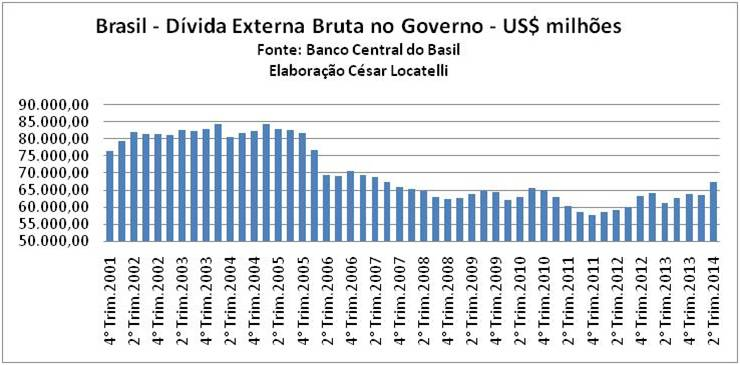 Brasil - Dívida Externa Bruta no Governo - US$ milhões
Fonte: Banco Central do Basil
Elaboração César Locatelli
90.000,00
85.000,00
80.000,00
75.000,00
70.000,00
65.000,00
60.000,00
55.000,00
50.000,00
4° Trim.2001
2° Trim.2002
4° Trim.2002
2° Trim.2003
4° Trim.2003
2° Trim.2004
4° Trim.2004
2° Trim.2005
4° Trim.2005
2° Trim.2006
4° Trim.2006
2° Trim.2007
4° Trim.2007
2° Trim.2008
4° Trim.2008
2° Trim.2009
4° Trim.2009
2° Trim.2010
4° Trim.2010
2° Trim.2011
4° Trim.2011
2° Trim.2012
4° Trim.2012
2° Trim.2013
4° Trim.2013
2° Trim.2014